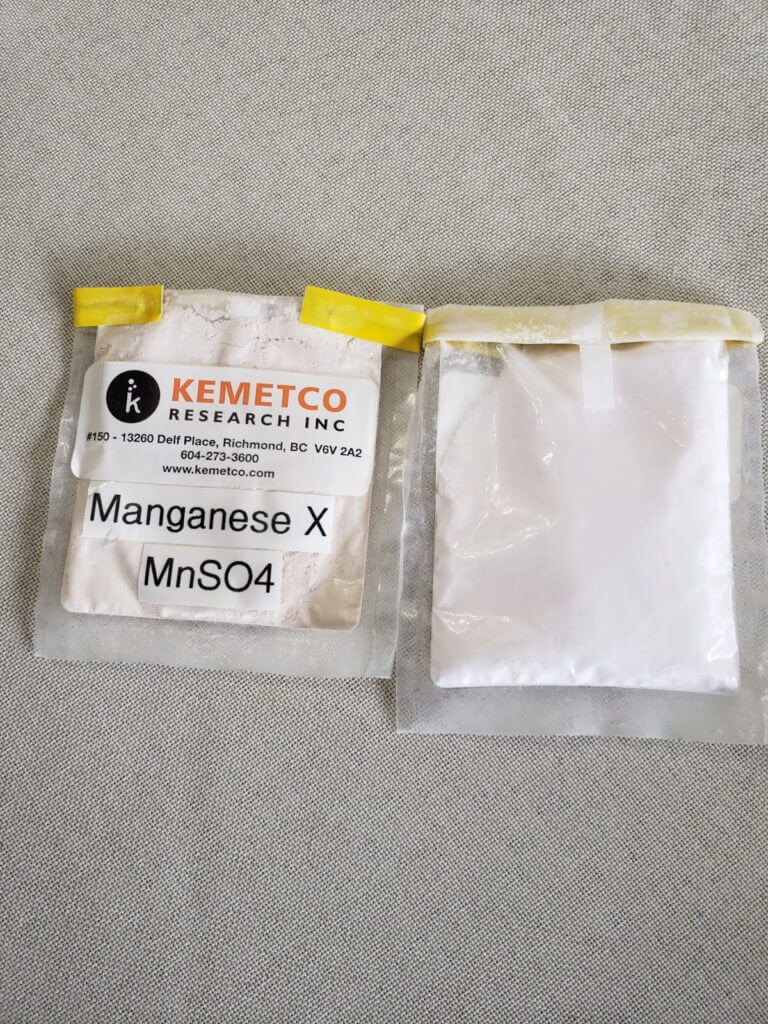 k
KEMETCO
RESEARCH INC
#150 - 13260 Delf Place, Richmond, BC V6V 2A2
604-273-3600
www.kemetco.com
Manganese X
MnSO4